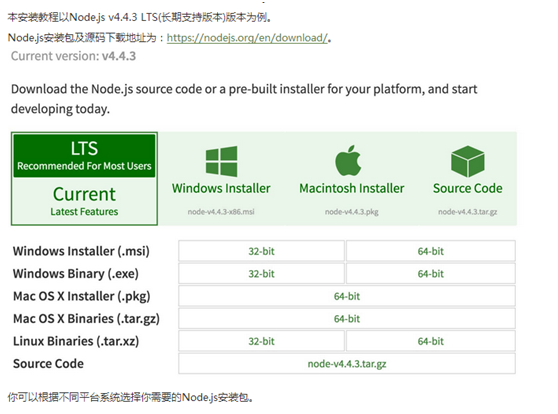 本安装教程以Node.js v4.4.3 LTS(长期支持版本)版本为例。
Node.js安装包及源码下载地址为：https://nodejs.org/en/download/。
Current version: v4.4.3
Download the Node.js source code or a pre-built installer for your platform, and start
developing today.
LTS
Recommended For Most Users
Current
Latest Features
Windows Installer
node-v4.4.3-x86.msi
Macintosh Installer
node-v4.4.3.pkg
Source Code
node-v4.4.3.tar.gz
Windows Installer (.msi) 32-bit 64-bit
Windows Binary (.exe) 32-bit 64-bit
Mac OS X Installer (.pkg) 64-bit
Mac OS X Binaries (.tar.gz) 64-bit
Linux Binaries (.tar.xz) 32-bit 64-bit
Source Code node-v4.4.3.tar.gz
你可以根据不同平台系统选择你需要的Node.js安装包。